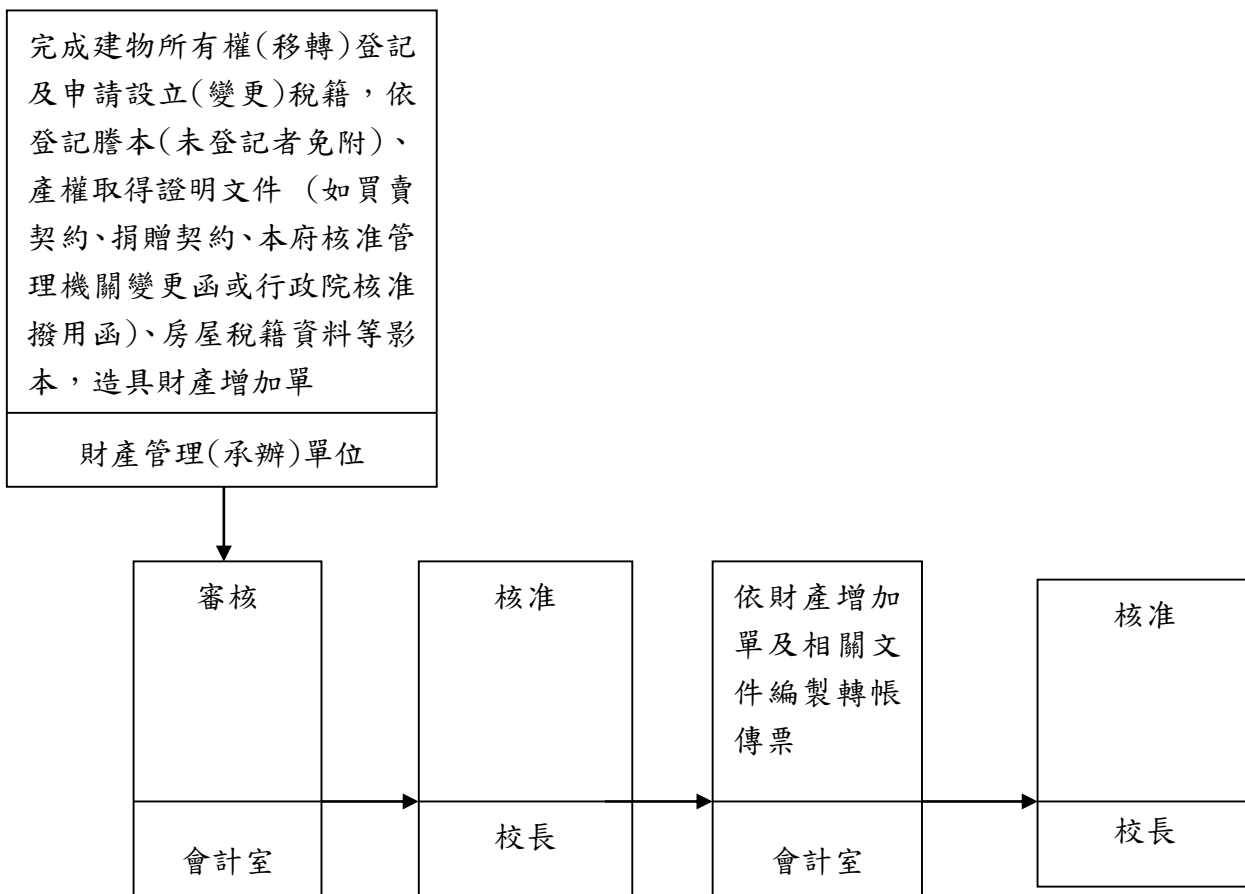 完成建物所有權(移轉)登記
及申請設立(變更)稅籍，依
登記謄本(未登記者免附)、
產權取得證明文件 (如買賣
契約、捐贈契約、本府核准管
理機關變更函或行政院核准
撥用函)、房屋稅籍資料等影
本，造具財產增加單
財產管理(承辦)單位
審核
會計室
核准
校長
依財產增加
單及相關文
件編製轉帳
傳票
會計室
核准
校長